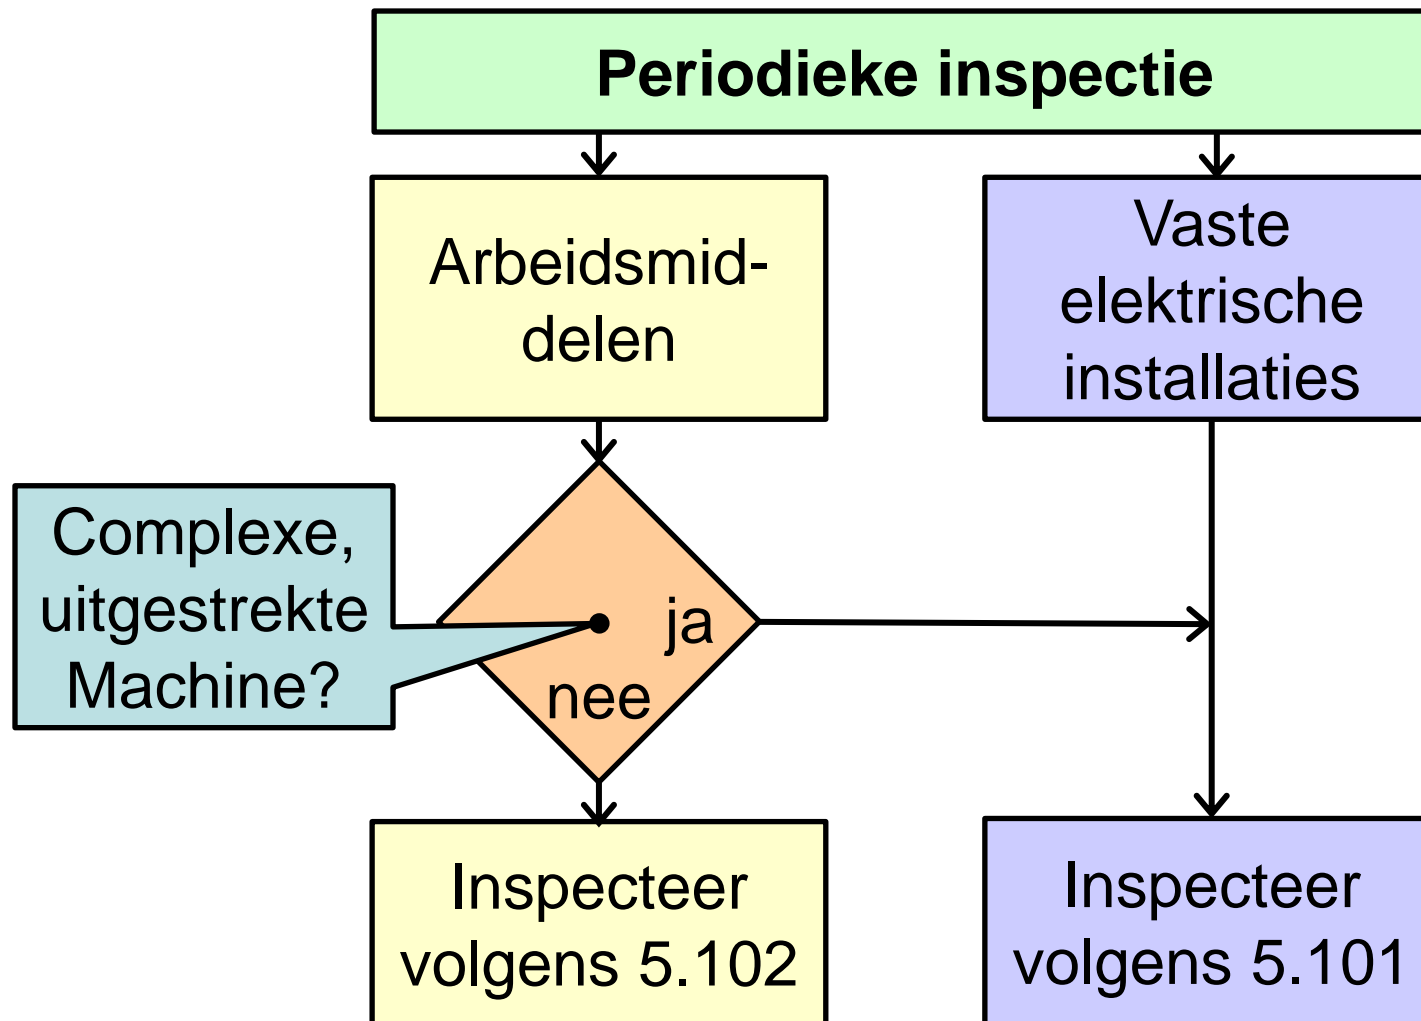 Periodieke inspectie
Arbeidsmid-
delen
Vaste
elektrische
installaties
Complexe,
uitgestrekte
Machine?
ja
nee
Inspecteer
volgens 5.102
Inspecteer
volgens 5.101